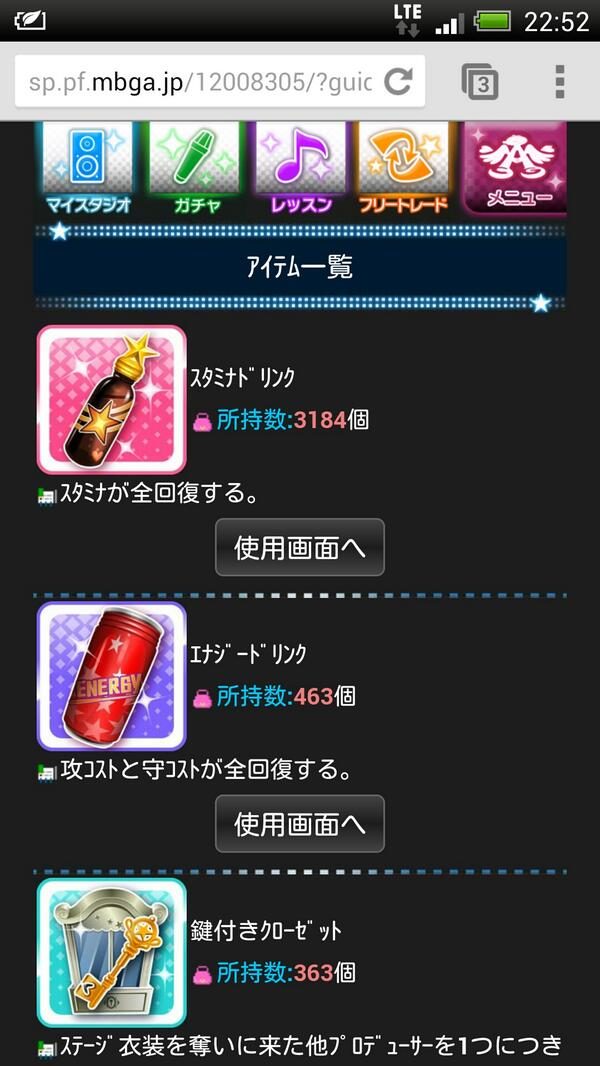 LTE
22:52
sp.pf.mbga.jp/12008305/?guic
3
マイスタジオ
ガチャ
レッスン
フリートレード
メニュー
ｱｲﾃﾑ一覧
ｽﾀﾐﾅﾄﾞﾘﾝｸ
所持数:3184個
ｽﾀﾐﾅが全回復する。
使用画面へ
ENERGY
ｴﾅｼﾞｰﾄﾞﾘﾝｸ
所持数:463個
攻ｺｽﾄと守ｺｽﾄが全回復する。
使用画面へ
鍵付きｸﾛｰｾﾞｯﾄ
所持数:363個
ｽﾃｰｼﾞ衣装を奪いに来た他ﾌﾟﾛﾃﾞｭｰｻｰを1つにつき